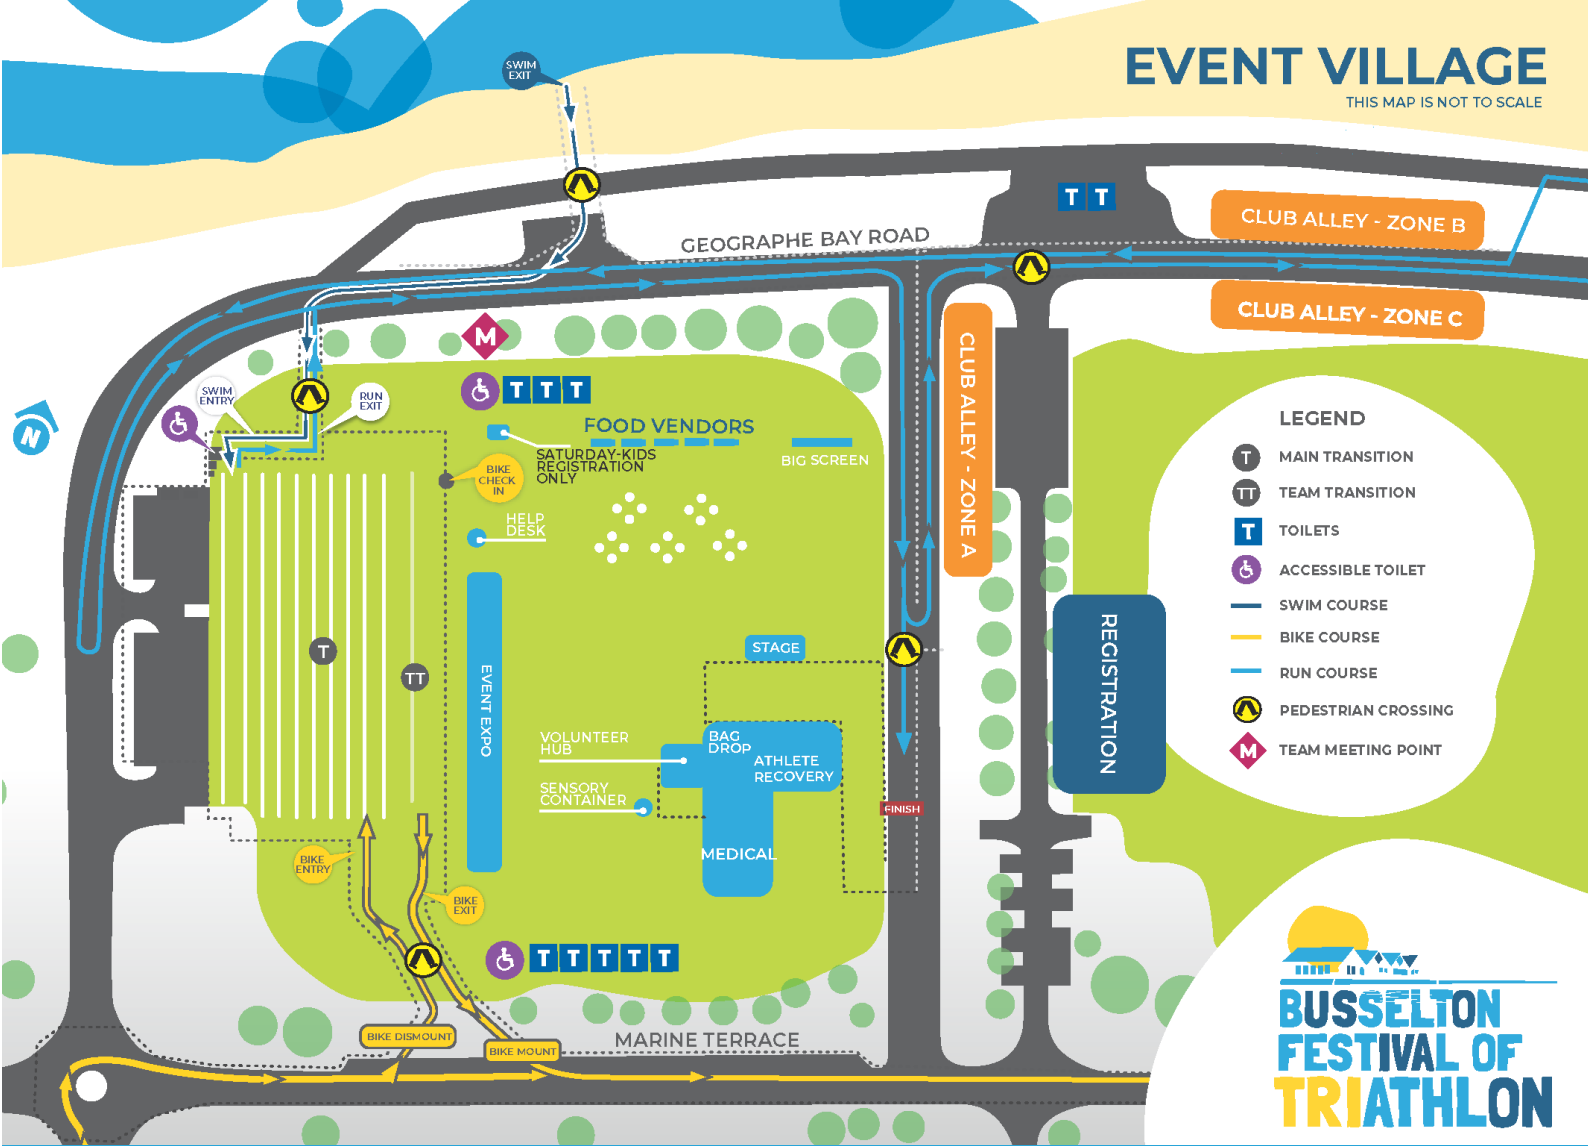 EVENT VILLAGE
THIS MAP IS NOT TO SCALE
SWIM
EXIT
T T
CLUB ALLEY - ZONE B
GEOGRAPHE BAY ROAD
CLUB ALLEY - ZONE C
CLUB ALLEY - ZONE A
M
SWIM
ENTRY
RUN
EXIT
N
T T T
FOOD VENDORS
BIG SCREEN
SATURDAY-KIDS
REGISTRATION
ONLY
BIKE
CHECK
IN
HELP
DESK
LEGEND
T MAIN TRANSITION
TT TEAM TRANSITION
T TOILETS
ACCESSIBLE TOILET
SWIM COURSE
BIKE COURSE
RUN COURSE
PEDESTRIAN CROSSING
M TEAM MEETING POINT
T
TT
EVENT EXPO
STAGE
REGISTRATION
VOLUNTEER
HUB
BAG
DROP
ATHLETE
RECOVERY
SENSORY
CONTAINER
FINISH
MEDICAL
BIKE
ENTRY
BIKE
EXIT
T T T T T
BIKE DISMOUNT
BIKE MOUNT
MARINE TERRACE
BUSSELTON
FESTIVAL OF
TRIATHLON